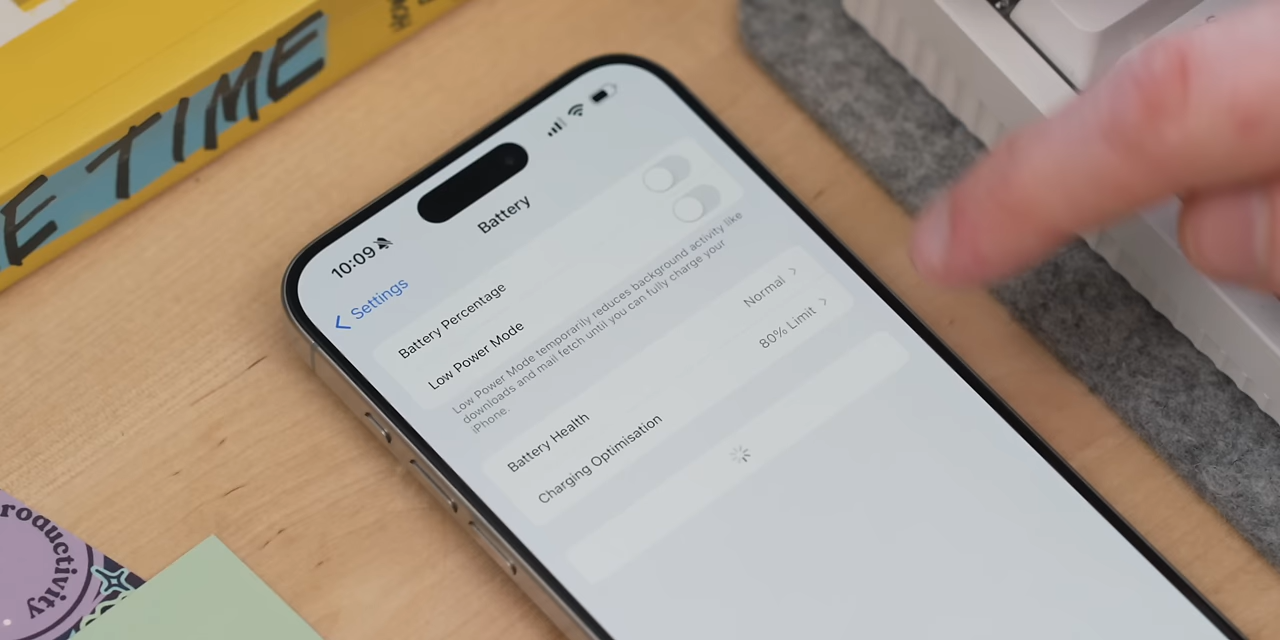 E TIME
10:09
Settings
Battery
Battery Percentage
Low Power Mode
Low Power Mode temporarily reduces background activity like
downloads and mail fetch until you can fully charge your
iPhone.
Battery Health
Normal
Charging Optimisation
80% Limit
roductivity